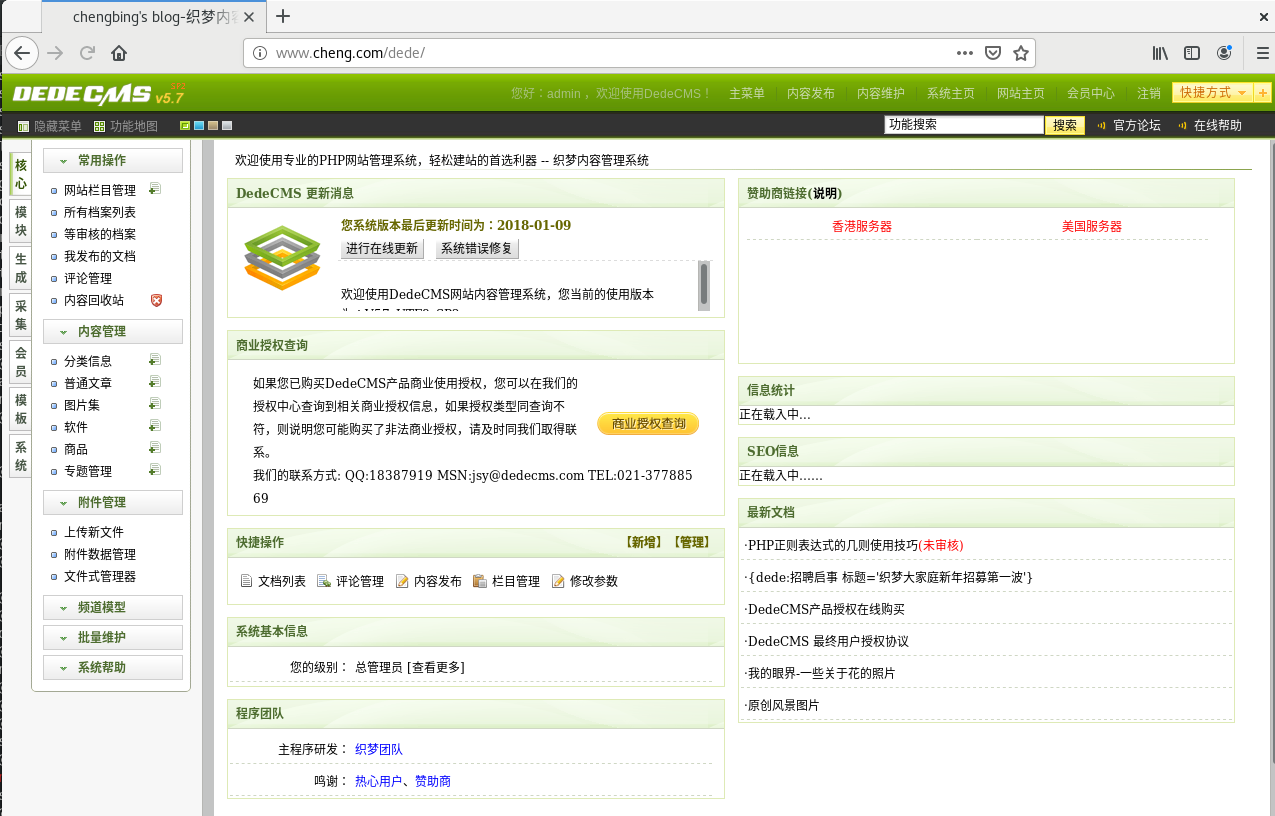 chengbing's blog-织梦内容
www.cheng.com/dede/
DEDECMS v5.7 SP2
您好：admin ，欢迎使用DedeCMS！ 主菜单 内容发布 内容维护 系统主页 网站主页 会员中心 注销 快捷方式
隐藏菜单 功能地图 功能搜索 搜索 官方论坛 在线帮助
核心
模块
生成
采集
会员
模板
系统
常用操作
网站栏目管理
所有档案列表
等审核的档案
我发布的文档
评论管理
内容回收站
内容管理
分类信息
普通文章
图片集
软件
商品
专题管理
附件管理
上传新文件
附件数据管理
文件式管理器
频道模型
批量维护
系统帮助
欢迎使用专业的PHP网站管理系统，轻松建站的首选利器 -- 织梦内容管理系统
DedeCMS 更新消息
您系统版本最后更新时间为：2018-01-09
进行在线更新 系统错误修复
欢迎使用DedeCMS网站内容管理系统，您当前的使用版本
商业授权查询
如果您已购买DedeCMS产品商业使用授权，您可以在我们的
授权中心查询到相关商业授权信息，如果授权类型同查询不
符，则说明您可能购买了非法商业授权，请及时同我们取得联
系。
商业授权查询
我们的联系方式: QQ:18387919 MSN:jsy@dedecms.com TEL:021-377885
69
快捷操作 【新增】【管理】
文档列表 评论管理 内容发布 栏目管理 修改参数
系统基本信息
您的级别： 总管理员 [查看更多]
程序团队
主程序研发： 织梦团队
鸣谢： 热心用户、赞助商
赞助商链接(说明)
香港服务器 美国服务器
信息统计
正在载入中...
SEO信息
正在载入中......
最新文档
·PHP正则表达式的几则使用技巧(未审核)
·{dede:招聘启事 标题='织梦大家庭新年招募第一波'}
·DedeCMS产品授权在线购买
·DedeCMS 最终用户授权协议
·我的眼界-一些关于花的照片
·原创风景图片